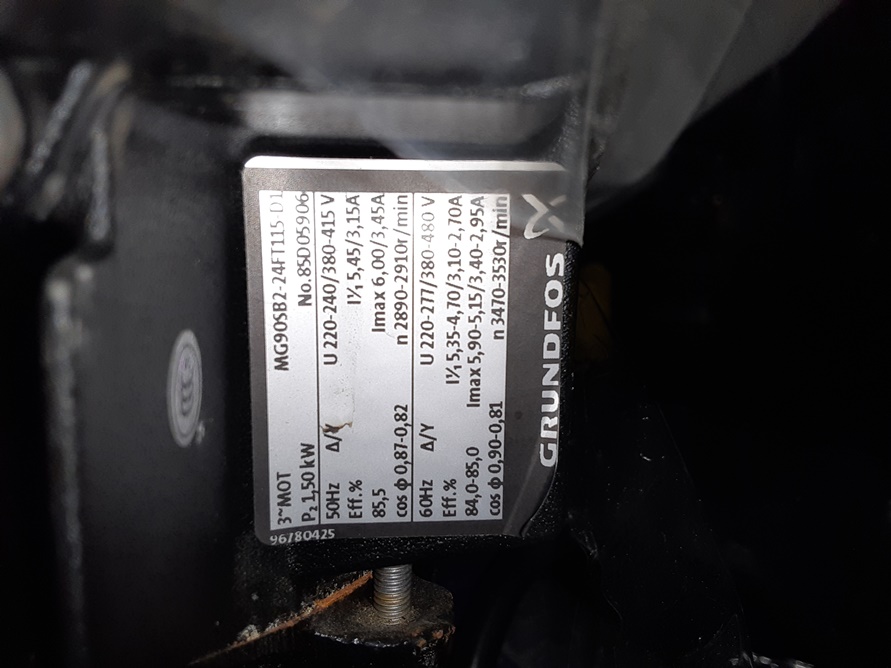 3~MOT MG90SB2-24FT115-D1
P₂ 1,50 kW No.85D05906
50Hz Δ/Y U 220-240/380-415 V
Eff.% I¹/₁ 5,45/3,15A
85,5 Imax 6,00/3,45A
cos φ 0,87-0,82 n 2890-2910r/min
60Hz Δ/Y U 220-277/380-480 V
Eff.% I¹/₁ 5,35-4,70/3,10-2,70A
84,0-85,0 Imax 5,90-5,15/3,40-2,95A
cos φ 0,90-0,81 n 3470-3530r/min
GRUNDFOS
96780425